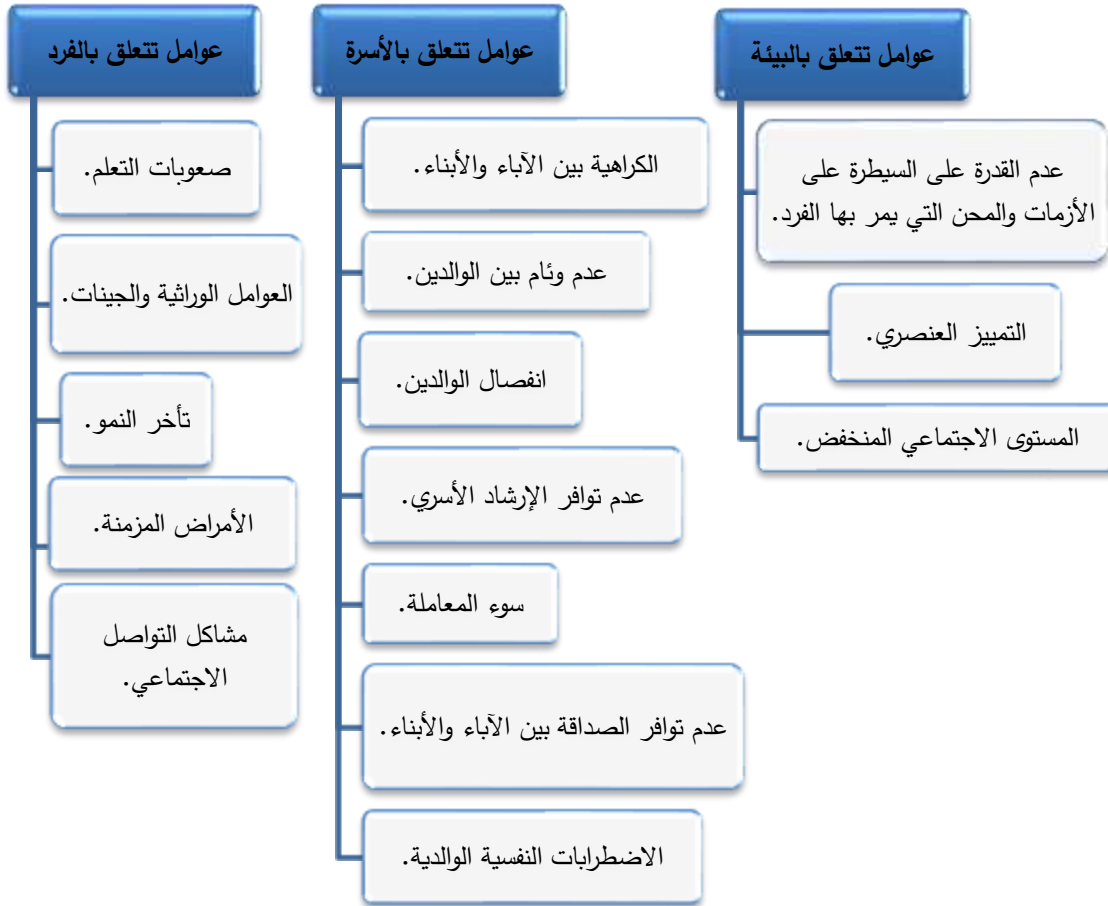 عوامل تتعلق بالبيئة
عدم القدرة على السيطرة على
الأزمات والمحن التي يمر بها الفرد.
التمييز العنصري.
المستوى الاجتماعي المنخفض.
عوامل تتعلق بالأسرة
الكراهية بين الآباء والأبناء.
عدم وئام بين الوالدين.
انفصال الوالدين.
عدم توافر الإرشاد الأسري.
سوء المعاملة.
عدم توافر الصداقة بين الآباء والأبناء.
الاضطرابات النفسية الوالدية.
عوامل تتعلق بالفرد
صعوبات التعلم.
العوامل الوراثية والجينات.
تأخر النمو.
الأمراض المزمنة.
مشاكل التواصل
الاجتماعي.